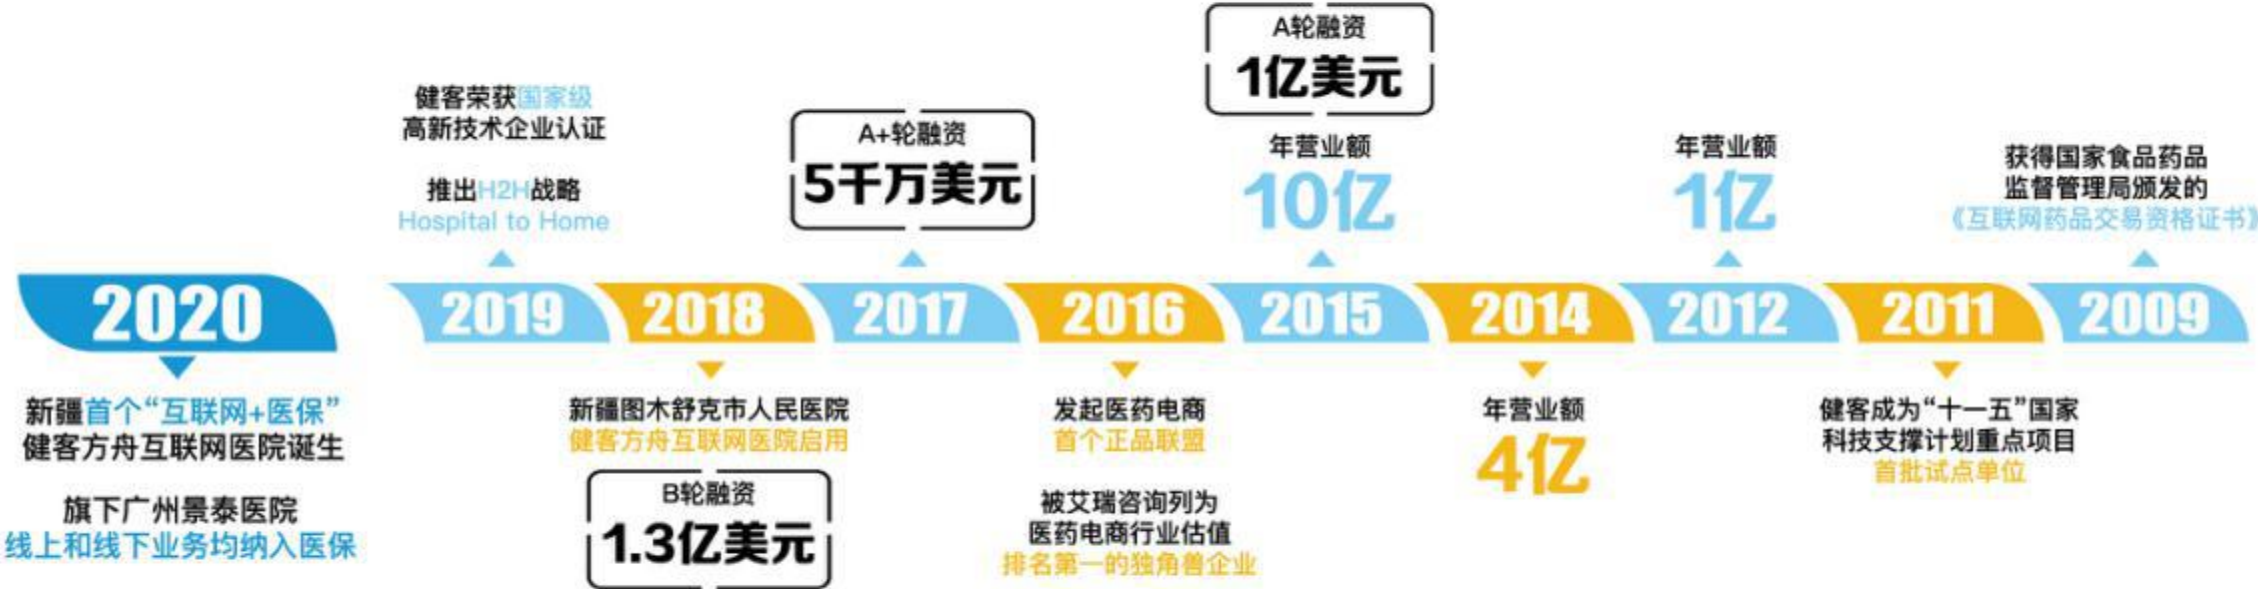 2020
新疆首个“互联网+医保”
健客方舟互联网医院诞生
旗下广州景泰医院
线上和线下业务均纳入医保
健客荣获国家级
高新技术企业认证
推出H2H战略
Hospital to Home
2019
2018
新疆图木舒克市人民医院
健客方舟互联网医院启用
B轮融资
1.3亿美元
A+轮融资
5千万美元
2017
2016
发起医药电商
首个正品联盟
被艾瑞咨询列为
医药电商行业估值
排名第一的独角兽企业
A轮融资
1亿美元
年营业额
10亿
2015
2014
年营业额
4亿
年营业额
1亿
2012
2011
健客成为“十一五”国家
科技支撑计划重点项目
首批试点单位
获得国家食品药品
监督管理局颁发的
《互联网药品交易资格证书》
2009